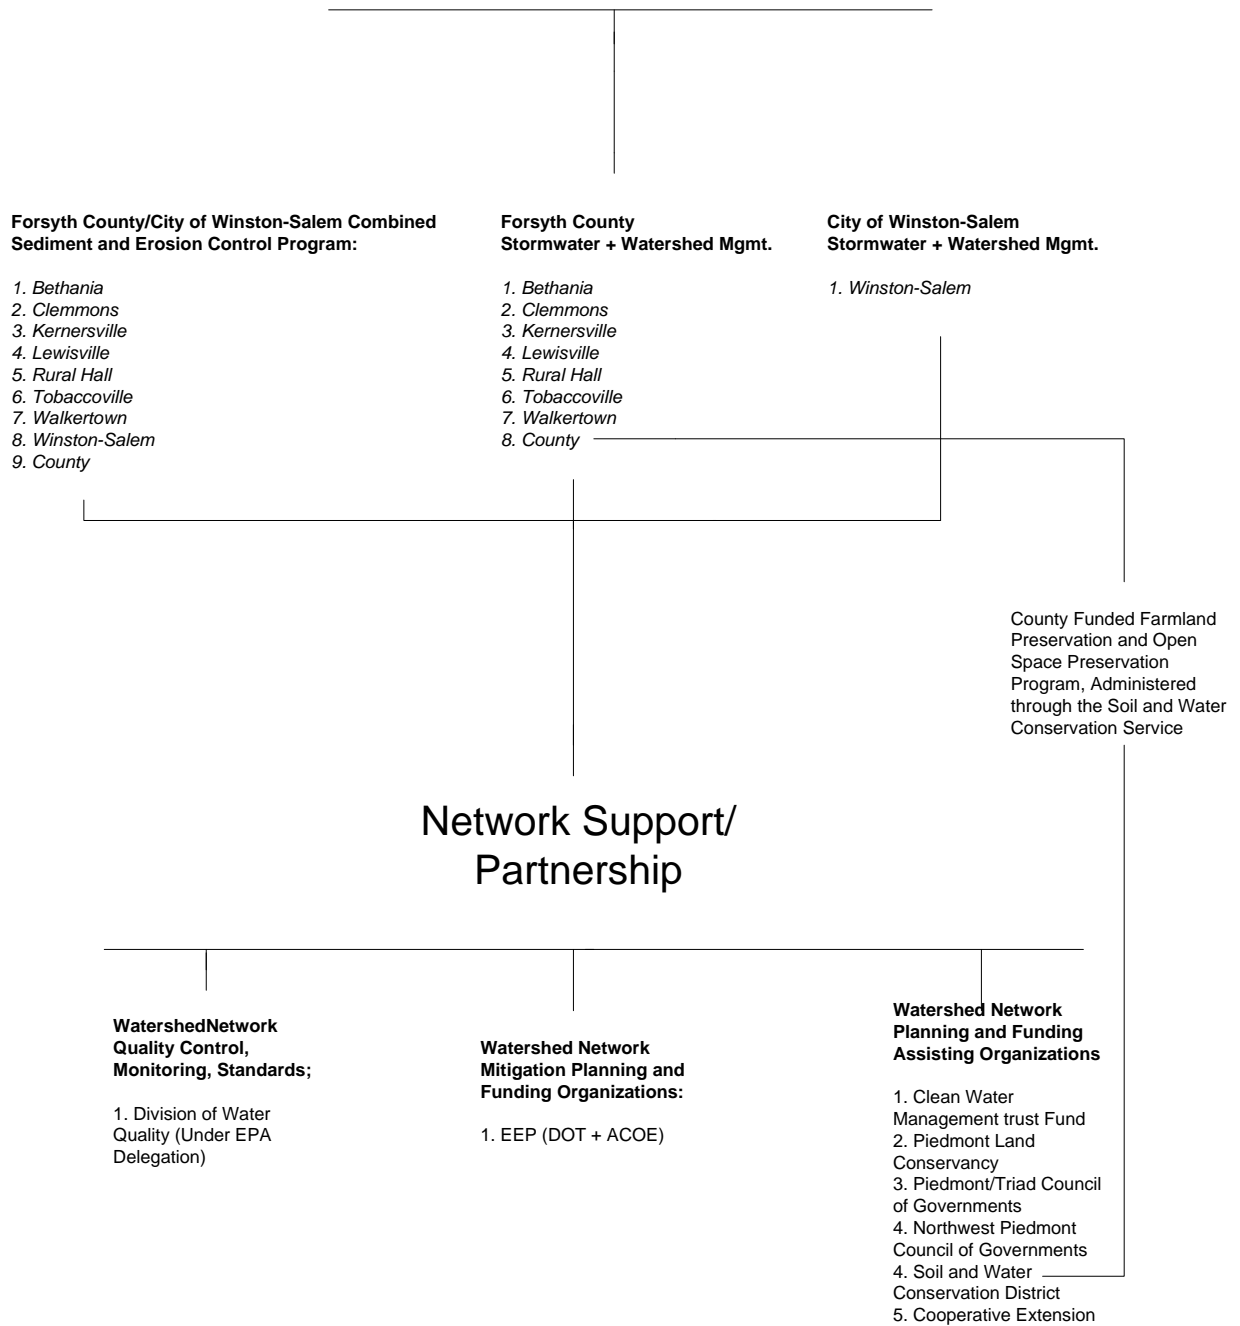 Forsyth County/City of Winston-Salem Combined
Sediment and Erosion Control Program:
1. Bethania
2. Clemmons
3. Kernersville
4. Lewisville
5. Rural Hall
6. Tobaccoville
7. Walkertown
8. Winston-Salem
9. County
Forsyth County
Stormwater + Watershed Mgmt.
1. Bethania
2. Clemmons
3. Kernersville
4. Lewisville
5. Rural Hall
6. Tobaccoville
7. Walkertown
8. County
City of Winston-Salem
Stormwater + Watershed Mgmt.
1. Winston-Salem
County Funded Farmland
Preservation and Open
Space Preservation
Program, Administered
through the Soil and Water
Conservation Service
Network Support/
Partnership
WatershedNetwork
Quality Control,
Monitoring, Standards;
1. Division of Water
Quality (Under EPA
Delegation)
Watershed Network
Mitigation Planning and
Funding Organizations:
1. EEP (DOT + ACOE)
Watershed Network
Planning and Funding
Assisting Organizations
1. Clean Water
Management trust Fund
2. Piedmont Land
Conservancy
3. Piedmont/Triad Council
of Governments
4. Northwest Piedmont
Council of Governments
4. Soil and Water
Conservation District
5. Cooperative Extension